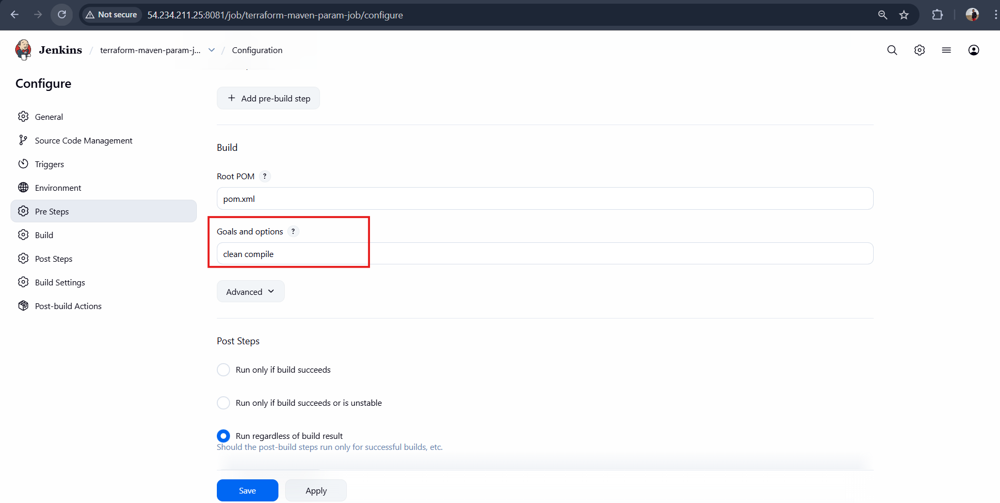 Not secure
54.234.211.25:8081/job/terraform-maven-param-job/configure
Jenkins / terraform-maven-param-j... / Configuration
Configure
General
Source Code Management
Triggers
Environment
Pre Steps
Build
Post Steps
Build Settings
Post-build Actions
+ Add pre-build step
Build
Root POM ?
pom.xml
Goals and options ?
clean compile
Advanced
Post Steps
Run only if build succeeds
Run only if build succeeds or is unstable
Run regardless of build result
Should the post-build steps run only for successful builds, etc.
Save
Apply